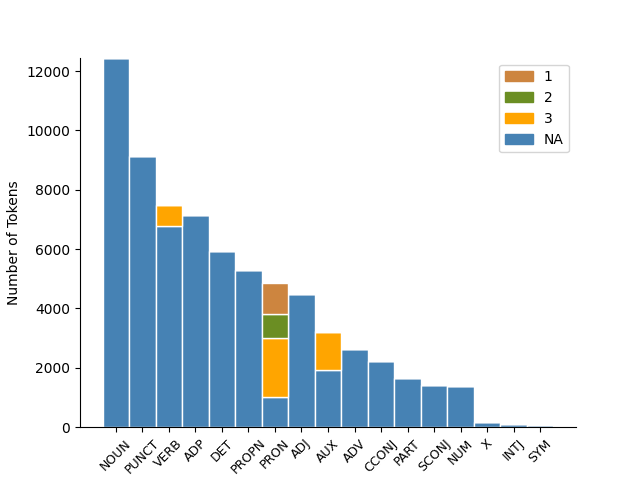 Number of Tokens
12000
10000
8000
6000
4000
2000
0
1
2
3
NA
NOUN
PUNCT
VERB
ADP
DET
PROPN
PRON
ADJ
AUX
ADV
CCONJ
PART
SCONJ
NUM
X
INTJ
SYM